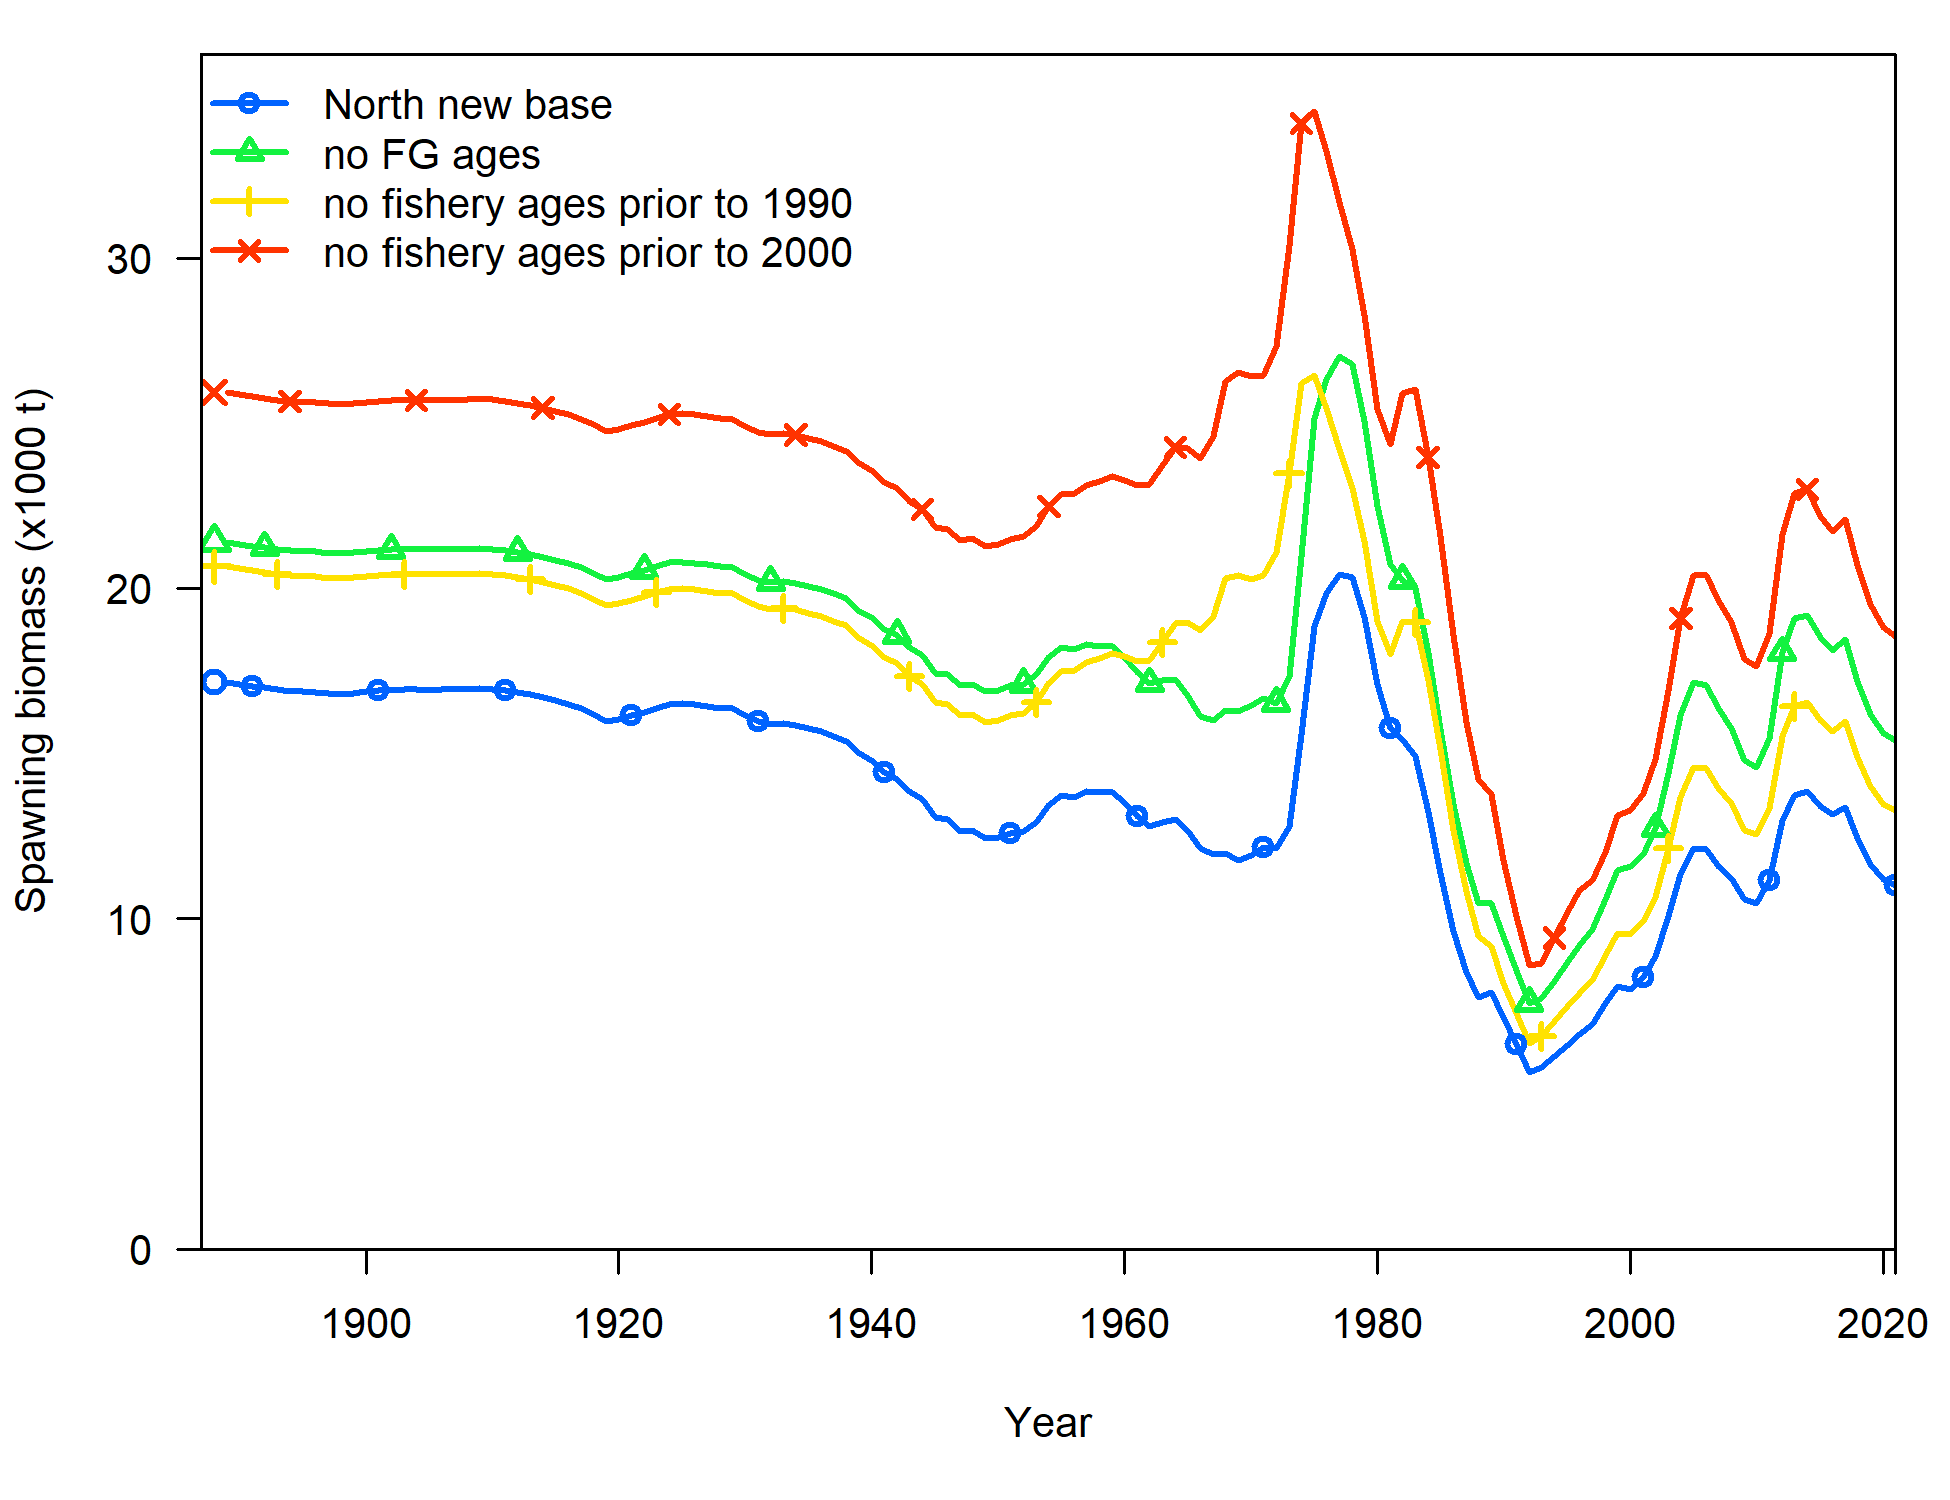 North new base
no FG ages
no fishery ages prior to 1990
no fishery ages prior to 2000
Spawning biomass (x1000 t)
30
20
10
0
1900 1920 1940 1960 1980 2000 2020
Year